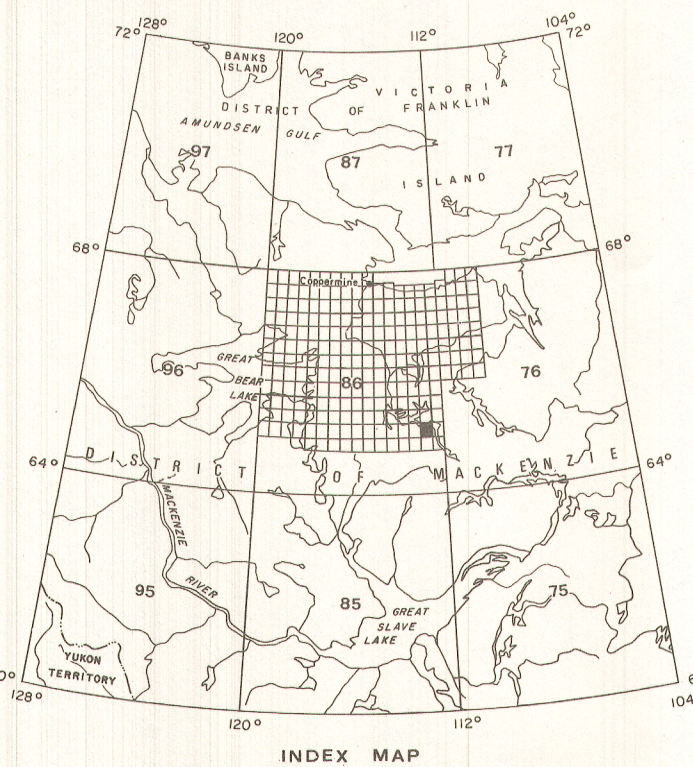 128°
120°
112°
104°
72°
72°
BANKS
ISLAND
VICTORIA
DISTRICT OF FRANKLIN
AMUNDSEN GULF
97
87
77
ISLAND
68°
68°
Coppermine
GREAT
BEAR
LAKE
96
86
76
DISTRICT OF MACKENZIE
64°
64°
MACKENZIE
RIVER
95
85
75
GREAT
SLAVE
LAKE
YUKON
TERRITORY
0°
6
128°
104
120°
112°
INDEX MAP